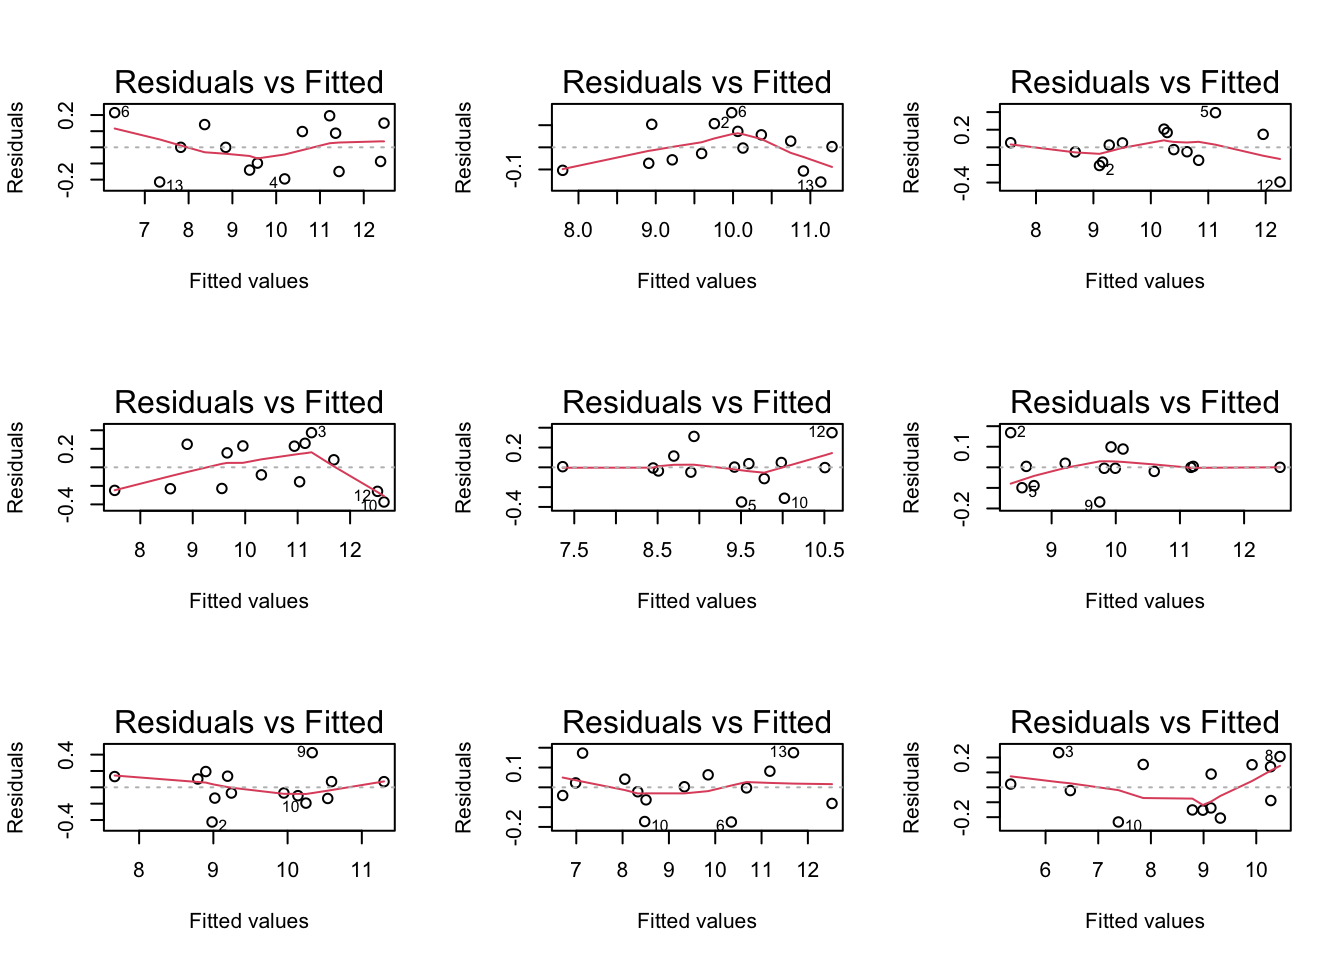 Residuals vs Fitted
Residuals
0.2
-0.2
6
13
4
7 8 9 10 11 12
Fitted values
Residuals vs Fitted
Residuals
-0.1
6
2
13
8.0 9.0 10.0 11.0
Fitted values
Residuals vs Fitted
Residuals
0.2
-0.4
5
2
12
8 9 10 11 12
Fitted values
Residuals vs Fitted
Residuals
0.2
-0.4
3
12
10
8 9 10 11 12
Fitted values
Residuals vs Fitted
Residuals
0.2
-0.4
12
5
10
7.5 8.5 9.5 10.5
Fitted values
Residuals vs Fitted
Residuals
0.1
-0.2
2
5
9
9 10 11 12
Fitted values
Residuals vs Fitted
Residuals
0.4
-0.4
9
10
2
8 9 10 11
Fitted values
Residuals vs Fitted
Residuals
0.1
-0.2
13
10
6
7 8 9 10 11 12
Fitted values
Residuals vs Fitted
Residuals
0.2
-0.2
3
8
10
6 7 8 9 10
Fitted values